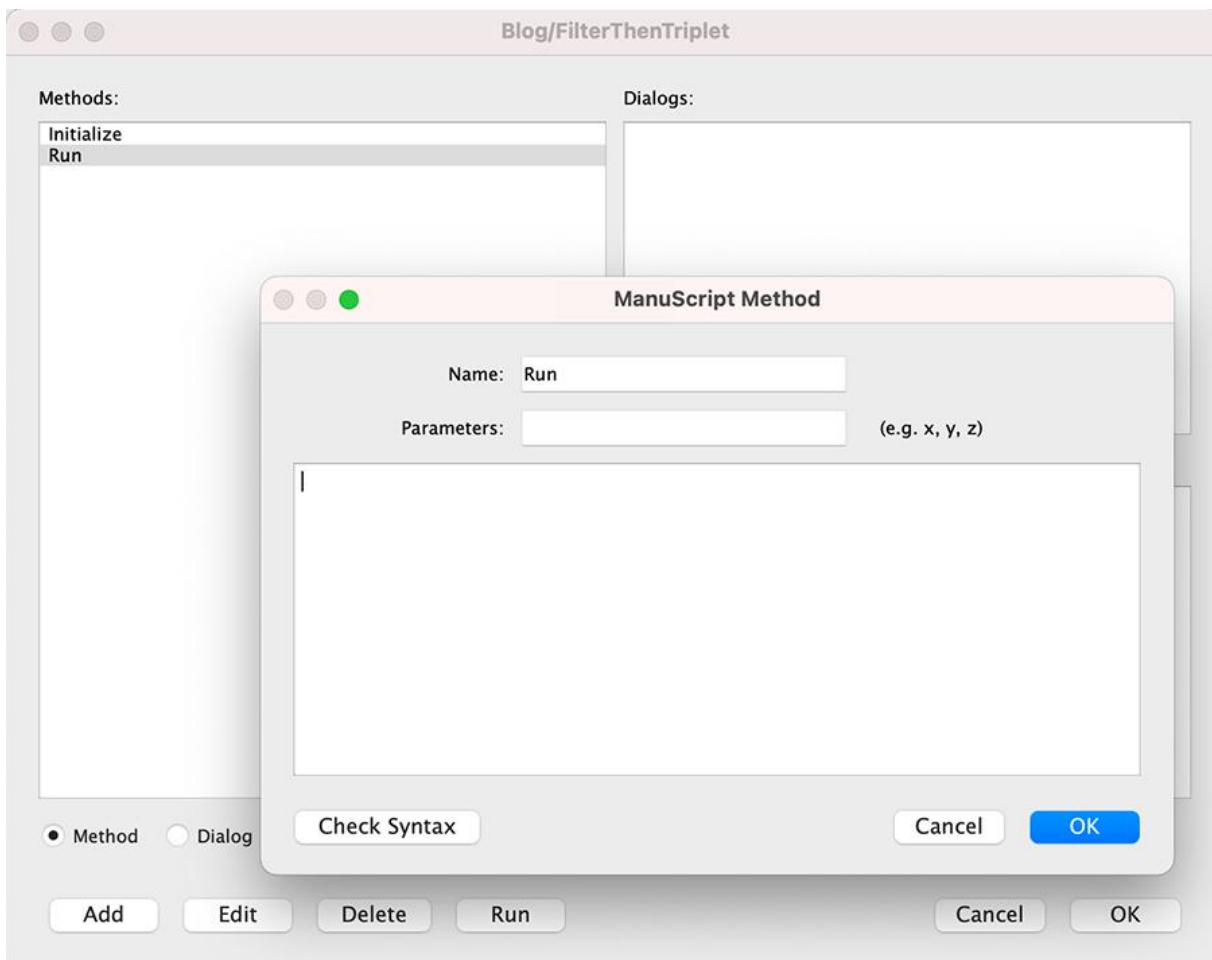 Blog/FilterThenTriplet
Methods:
Dialogs:
Initialize
Run
ManuScript Method
Name: Run
Parameters: (e.g. x, y, z)
Check Syntax Cancel OK
Method Dialog
Add Edit Delete Run Cancel OK